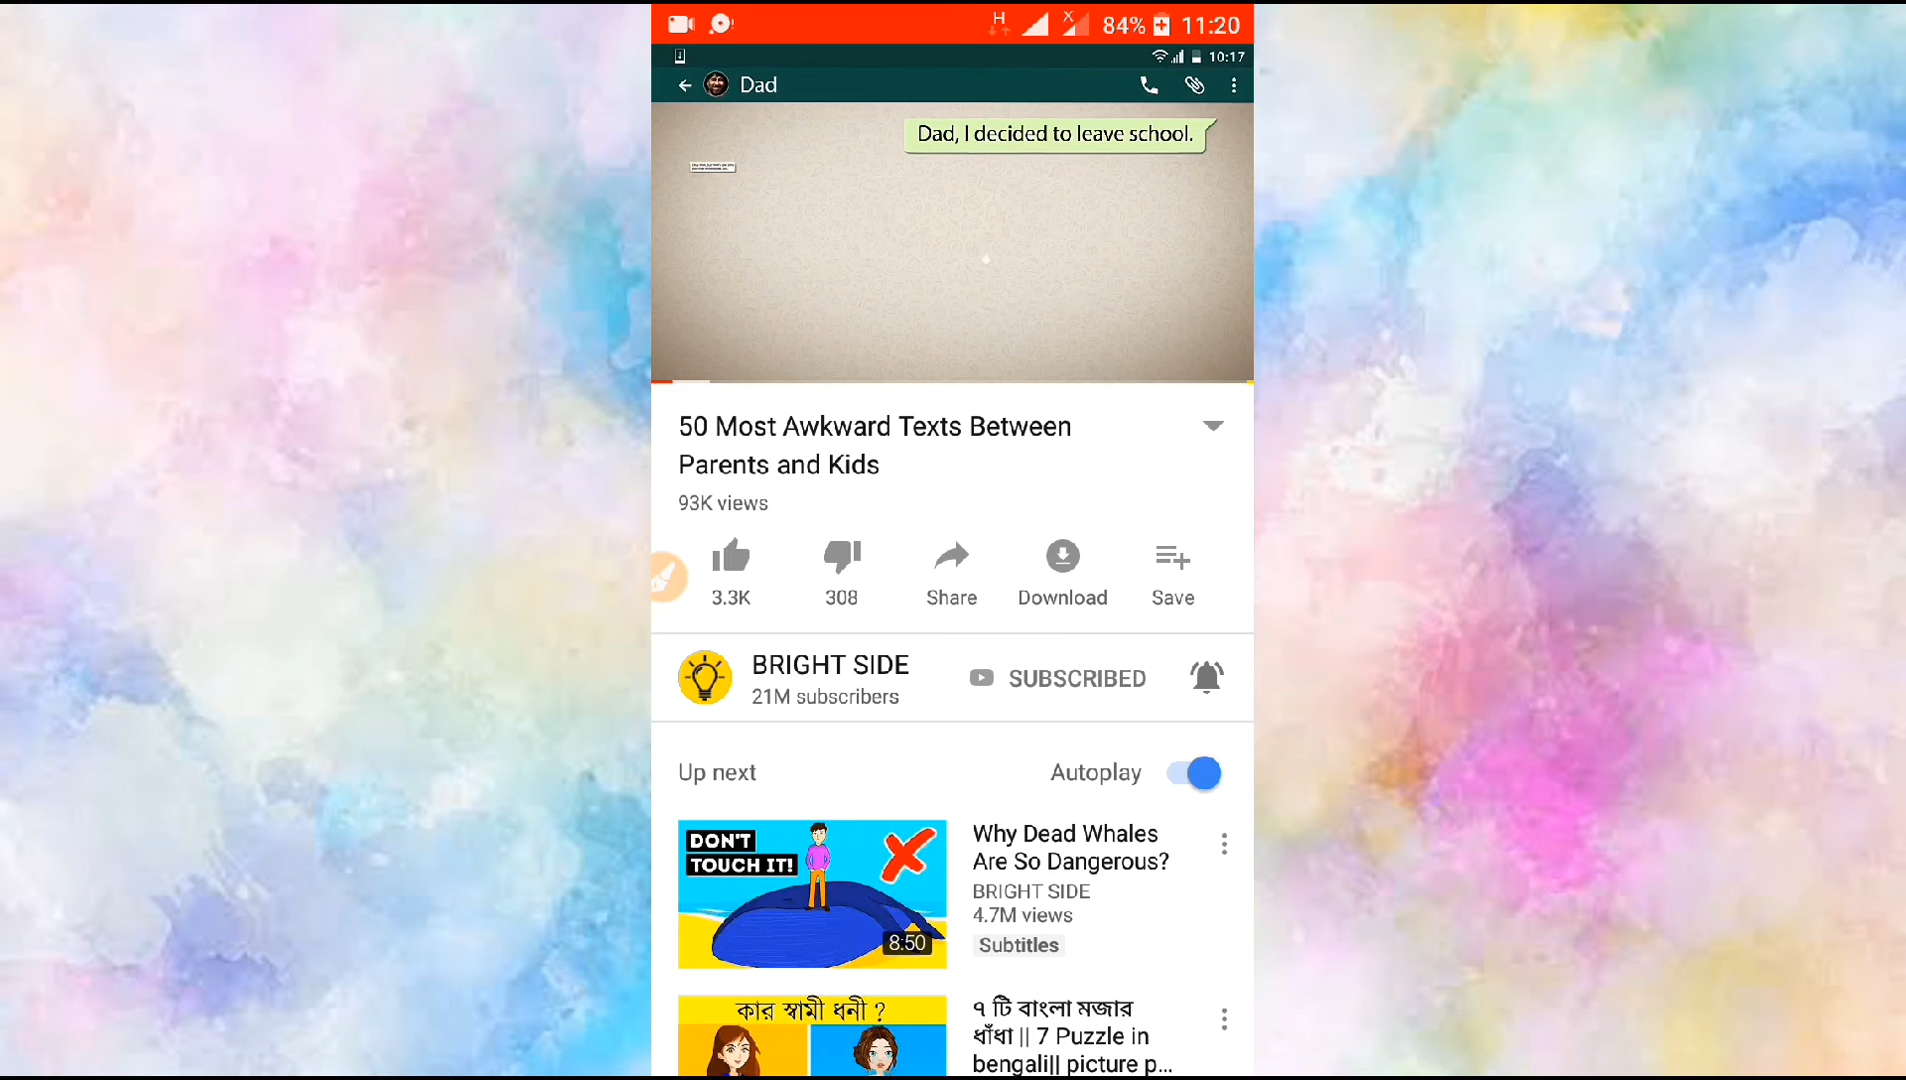 H X 84% 11:20
10:17
Dad
Dad, I decided to leave school.
50 Most Awkward Texts Between
Parents and Kids
93K views
3.3K 308 Share Download Save
BRIGHT SIDE
21M subscribers
SUBSCRIBED
Up next
Autoplay
DON'T
TOUCH IT!
8:50
Why Dead Whales
Are So Dangerous?
BRIGHT SIDE
4.7M views
Subtitles
কার স্বামী ধনী ?
৭ টি বাংলা মজার
ধাঁধা || 7 Puzzle in
bengali|| picture p...